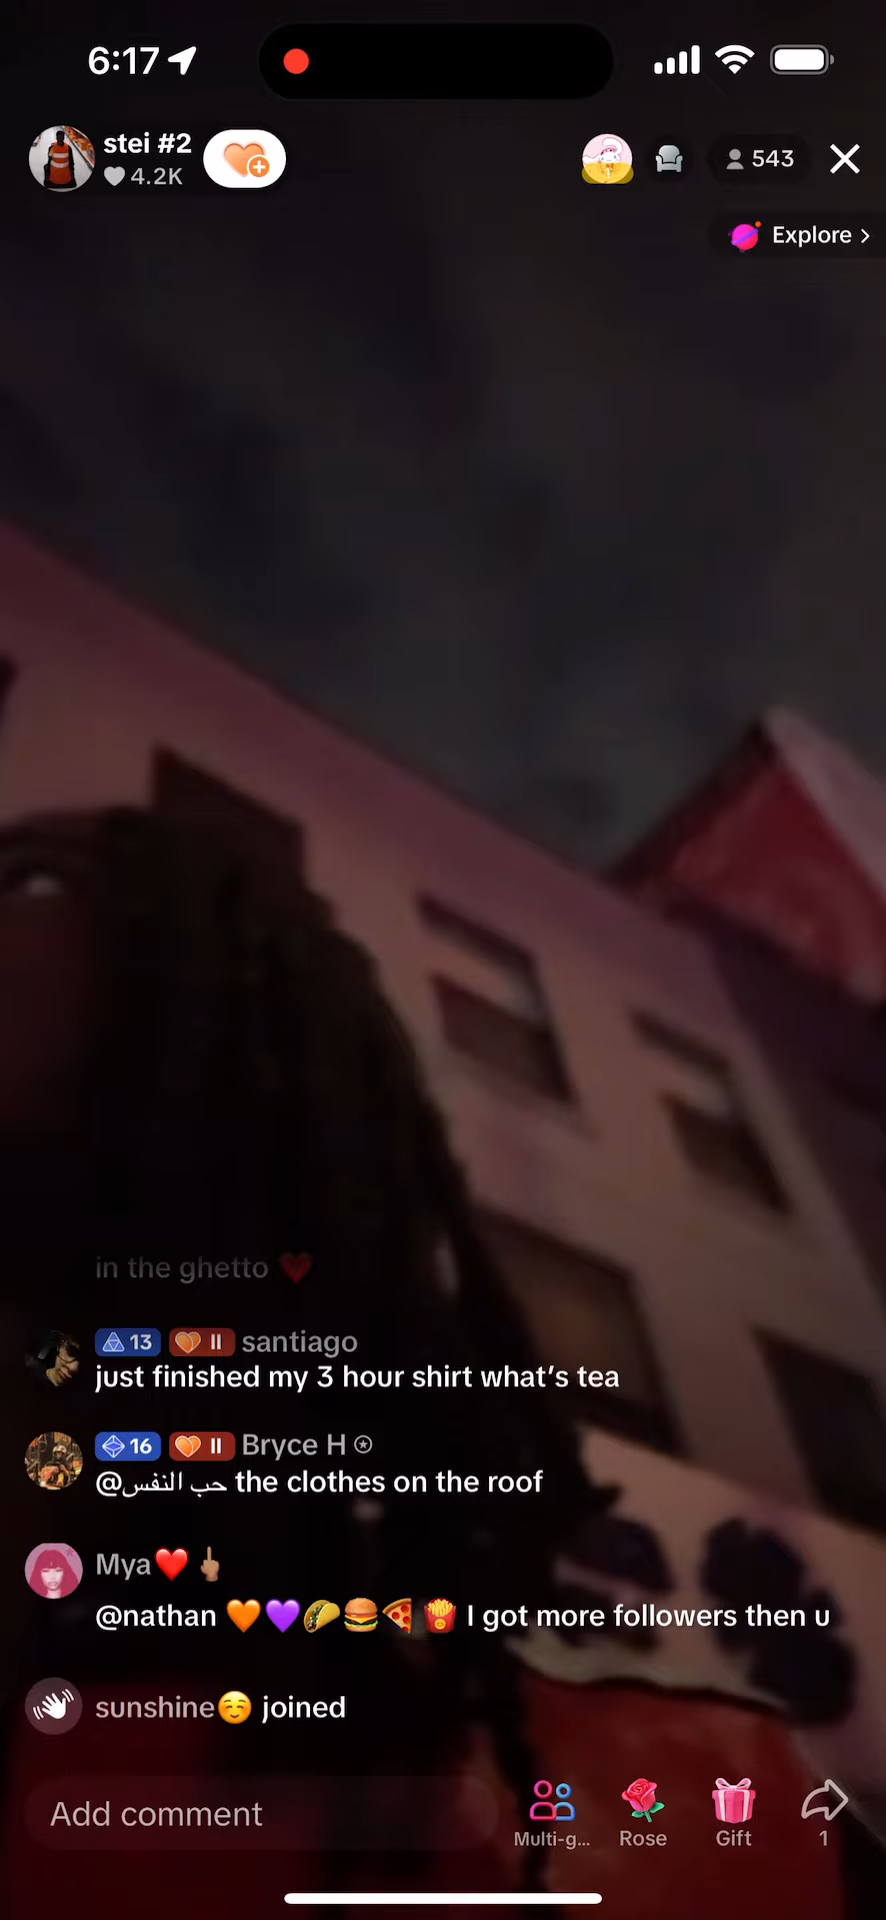 6:17
stei #2
4.2K
543
Explore >
in the ghetto ❤️
13 II santiago
just finished my 3 hour shirt what's tea
16 II Bryce H
@حب النفس the clothes on the roof
Mya❤️🖕🏽
@nathan 🧡💜🌮🍔🍕🍟 I got more followers then u
sunshine☺️ joined
Add comment
Multi-g...
Rose
Gift
1